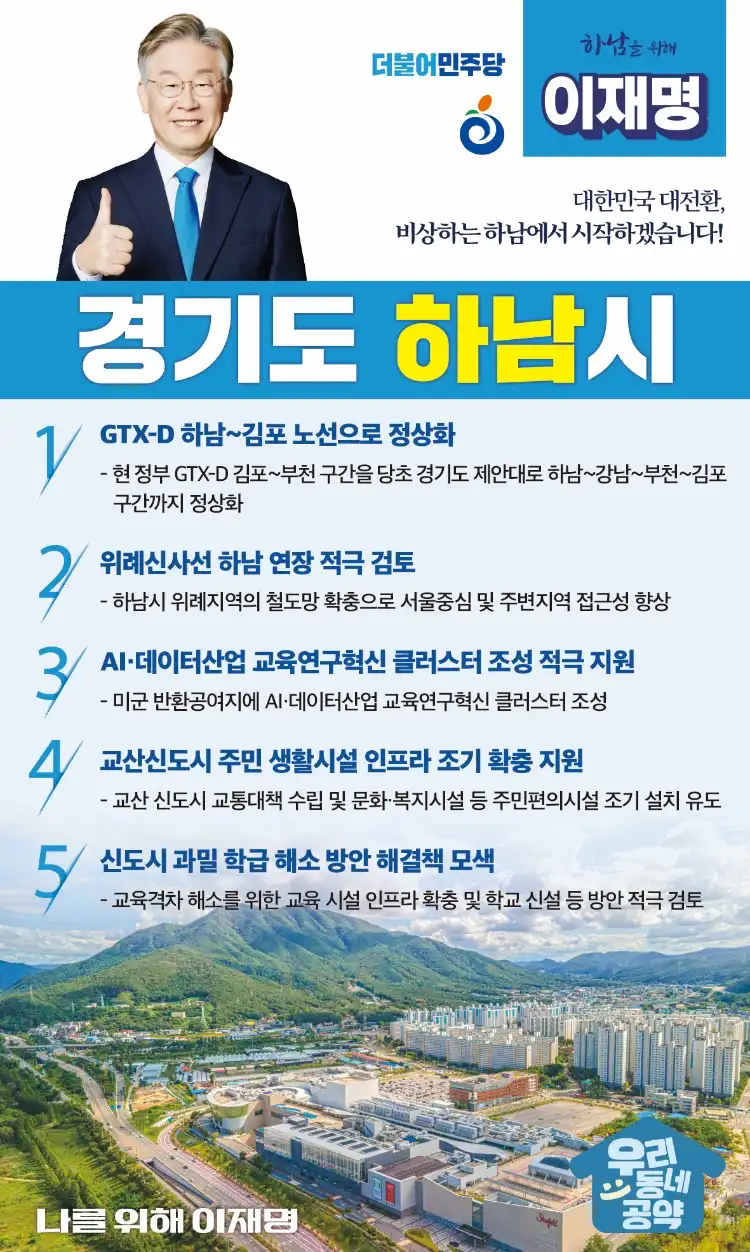 더불어민주당
하남을 위해
이재명
대한민국 대전환,
비상하는 하남에서 시작하겠습니다!
경기도 하남시
1 GTX-D 하남~김포 노선으로 정상화
- 현 정부 GTX-D 김포~부천 구간을 당초 경기도 제안대로 하남~강남~부천~김포
구간까지 정상화
2 위례신사선 하남 연장 적극 검토
- 하남시 위례지역의 철도망 확충으로 서울중심 및 주변지역 접근성 향상
3 AI·데이터산업 교육연구혁신 클러스터 조성 적극 지원
- 미군 반환공여지에 AI·데이터산업 교육연구혁신 클러스터 조성
4 교산신도시 주민 생활시설 인프라 조기 확충 지원
- 교산 신도시 교통대책 수립 및 문화·복지시설 등 주민편의시설 조기 설치 유도
5 신도시 과밀 학급 해소 방안 해결책 모색
- 교육격차 해소를 위한 교육 시설 인프라 확충 및 학교 신설 등 방안 적극 검토
Starfield
우리
동네
공약
나를 위해 이재명